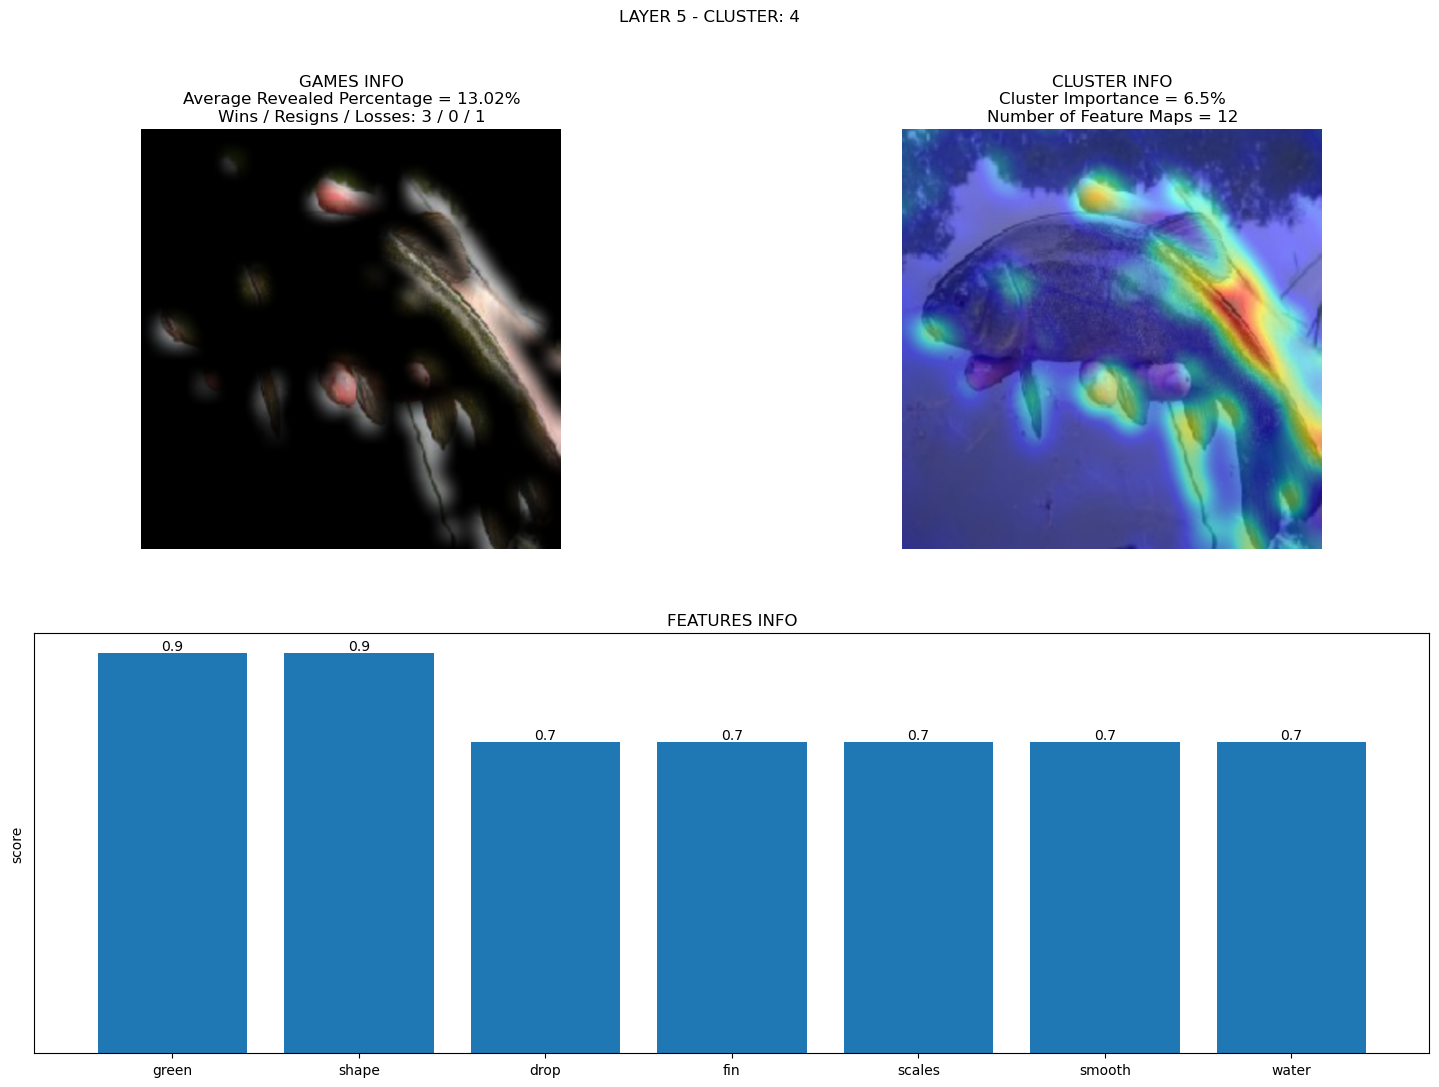 LAYER 5 - CLUSTER: 4
GAMES INFO
Average Revealed Percentage = 13.02%
Wins / Resigns / Losses: 3 / 0 / 1
CLUSTER INFO
Cluster Importance = 6.5%
Number of Feature Maps = 12
FEATURES INFO
score
0.9 0.9 0.7 0.7 0.7 0.7 0.7
green shape drop fin scales smooth water